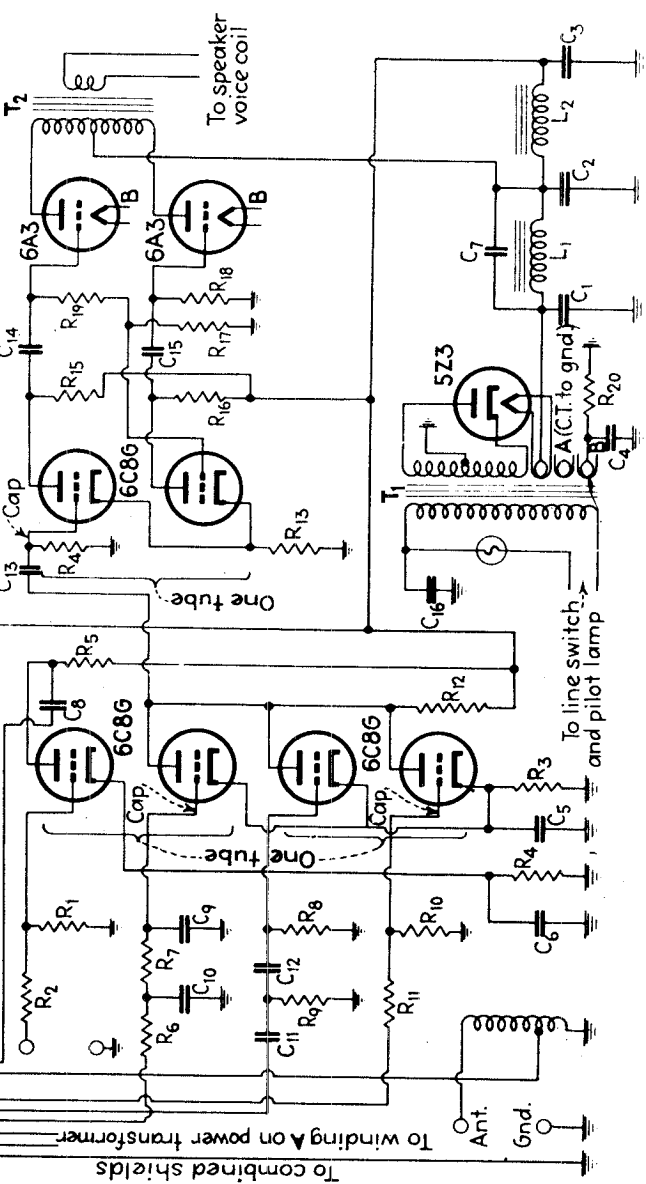 To speaker
voice coil
T2
C3
L2
C2
6A3
B
6A3
B
C7
L1
C14
R19
R18
R17
C15
C1
R15
R16
5Z3
A (C.T. to gnd)
R20
B
C4
6C8G
Cap
T1
C13
R4
R13
One tube
C16
To line switch
and pilot lamp
R5
C8
6C8G
R12
Cap
6C8G
Cap
R3
C5
One tube
One tube
R4
C6
R1
R2
C9
R7
C10
R6
R8
C12
R9
C11
R10
R11
Ant.
Gnd.
To winding A on power transformer
To combined shields